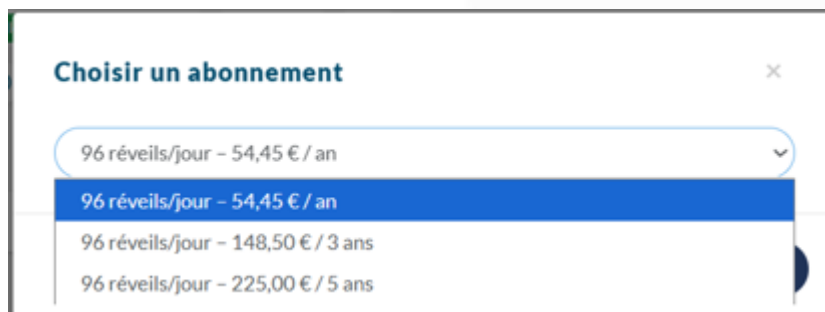 Choisir un abonnement
×
96 réveils/jour – 54,45 € / an
96 réveils/jour – 54,45 € / an
96 réveils/jour – 148,50 € / 3 ans
96 réveils/jour – 225,00 € / 5 ans